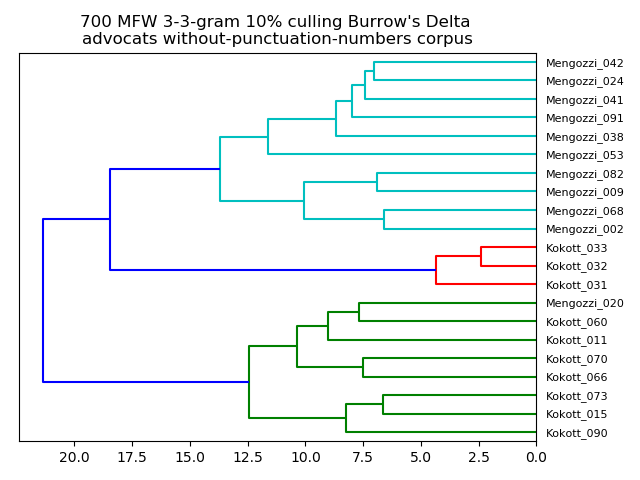 700 MFW 3-3-gram 10% culling Burrow's Delta
advocats without-punctuation-numbers corpus
Mengozzi_042
Mengozzi_024
Mengozzi_041
Mengozzi_091
Mengozzi_038
Mengozzi_053
Mengozzi_082
Mengozzi_009
Mengozzi_068
Mengozzi_002
Kokott_033
Kokott_032
Kokott_031
Mengozzi_020
Kokott_060
Kokott_011
Kokott_070
Kokott_066
Kokott_073
Kokott_015
Kokott_090
20.0 17.5 15.0 12.5 10.0 7.5 5.0 2.5 0.0